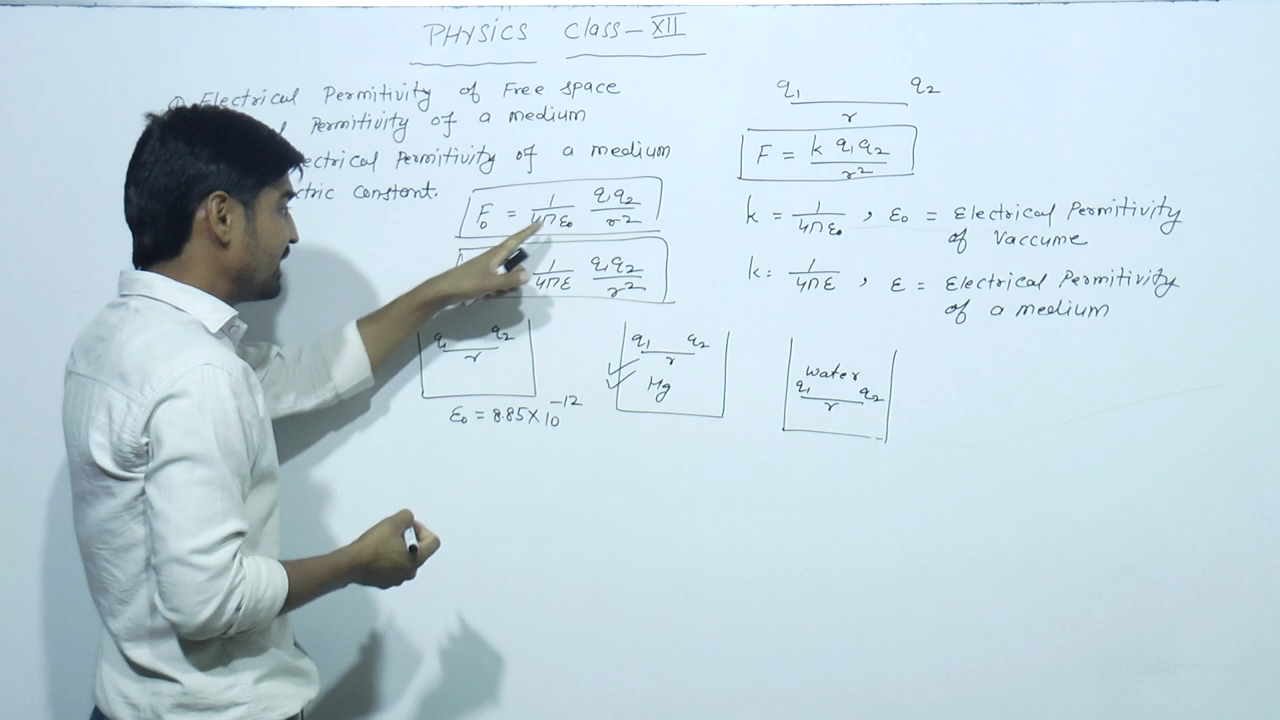 PHYSICS Class-XII
Electrical Permitivity of Free space
Permitivity of a medium
ectrical Permitivity of a medium
ctric constant.
F₀ = 1/4πε₀ q₁q₂/r²
1/4πε q₁q₂/r²
q₁ q₂
r
F = k q₁q₂/r²
k = 1/4πε₀ , ε₀ = Electrical Permitivity
of Vaccume
k = 1/4πε , ε = Electrical Permitivity
of a medium
q₁ q₂
r
ε₀ = 8.85×10⁻¹²
q₁ q₂
r
Hg
water
q₁ q₂
r